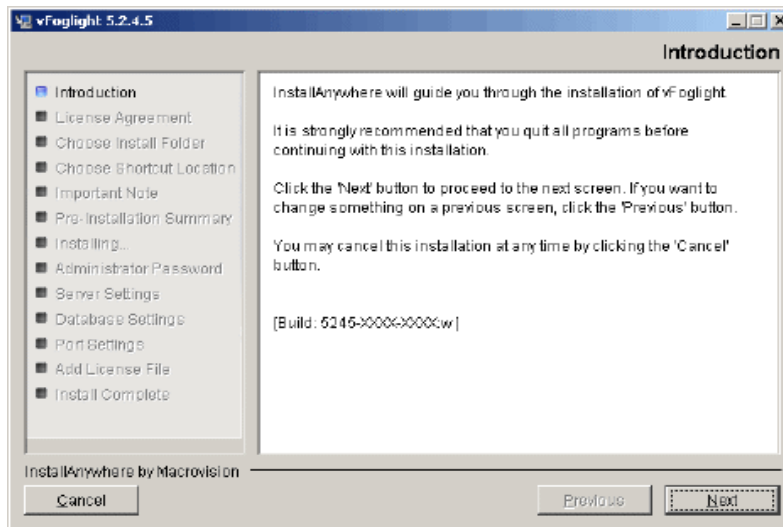 vFoglight 5.2.4.5
Introduction
Introduction
License Agreement
Choose Install Folder
Choose Shortcut Location
Important Note
Pre-Installation Summary
Installing...
Administrator Password
Server Settings
Database Settings
Port Settings
Add License File
Install Complete
InstallAnywhere will guide you through the installation of vFoglight
It is strongly recommended that you quit all programs before
continuing with this installation.
Click the 'Next' button to proceed to the next screen. If you want to
change something on a previous screen, click the 'Previous' button.
You may cancel this installation at any time by clicking the 'Cancel'
button.
[Build: 5245-XXXX-XXXX:w ]
InstallAnywhere by Macrovision
Cancel
Previous
Next